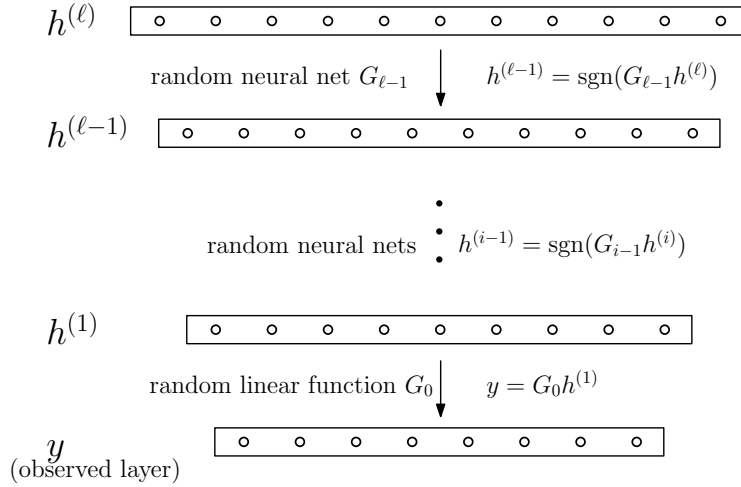 h^{(ℓ)}
random neural net G_{ℓ−1} h^{(ℓ−1)} = sgn(G_{ℓ−1}h^{(ℓ)})
h^{(ℓ−1)}
random neural nets h^{(i−1)} = sgn(G_{i−1}h^{(i)})
h^{(1)}
random linear function G_0 y = G_0h^{(1)}
y
(observed layer)